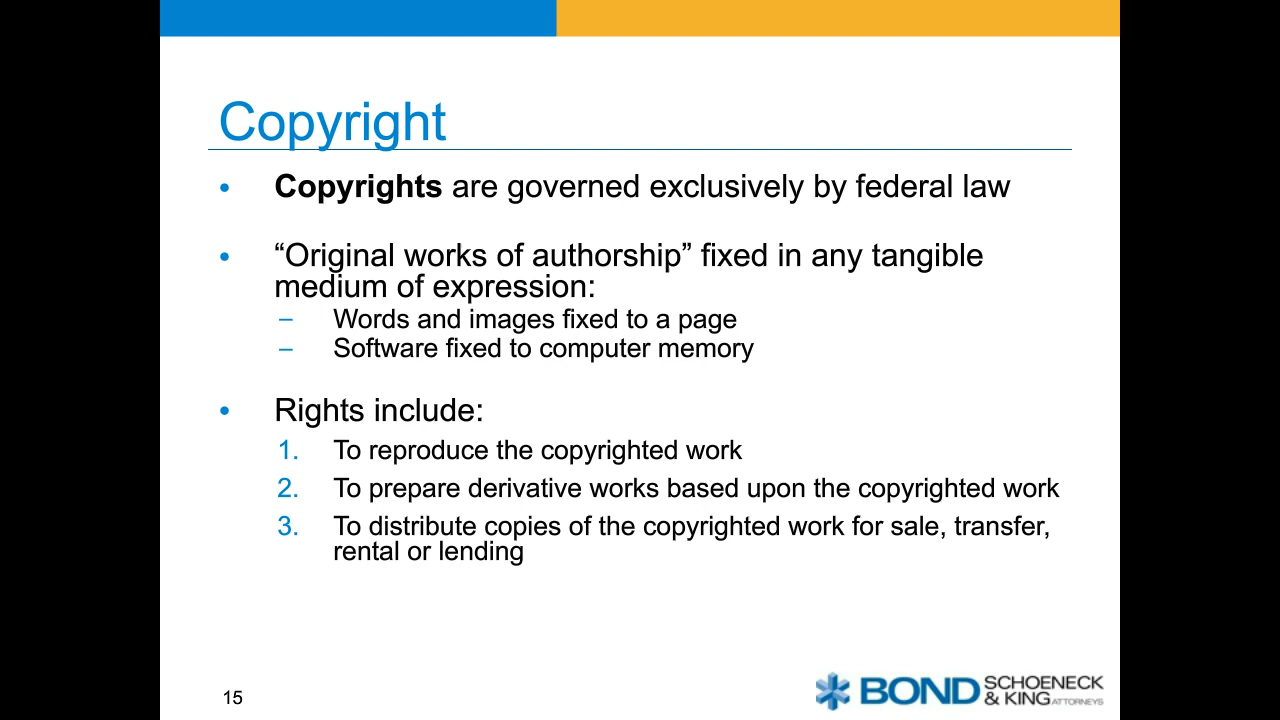 Copyright
• Copyrights are governed exclusively by federal law
• “Original works of authorship” fixed in any tangible
medium of expression:
– Words and images fixed to a page
– Software fixed to computer memory
• Rights include:
1. To reproduce the copyrighted work
2. To prepare derivative works based upon the copyrighted work
3. To distribute copies of the copyrighted work for sale, transfer,
rental or lending
15
BOND SCHOENECK
& KING ATTORNEYS